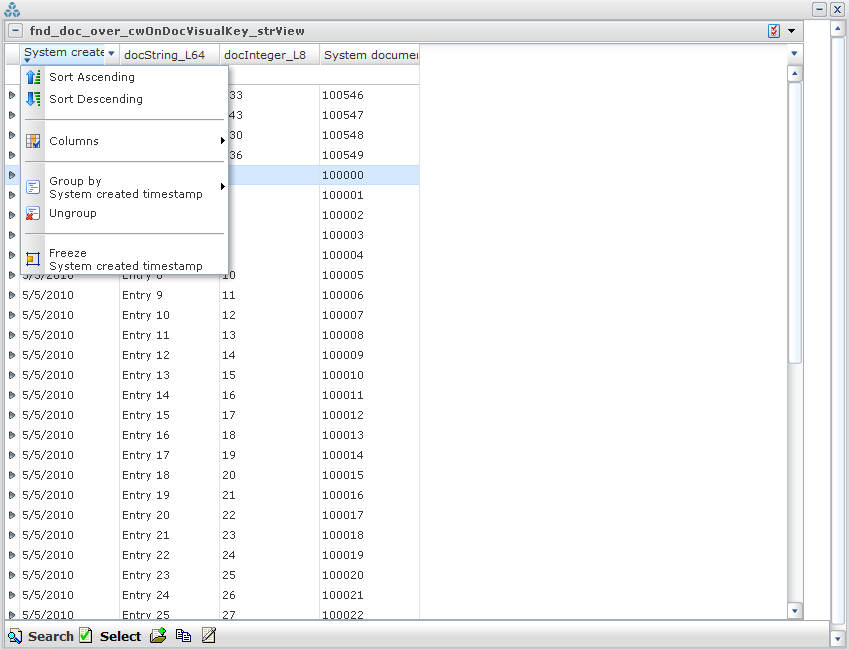 fnd_doc_over_cwOnDocVisualKey_strView
System create docString_L64 docInteger_L8 System documen
Sort Ascending
Sort Descending
Columns
Group by
System created timestamp
Ungroup
Freeze
System created timestamp
33 100546
43 100547
30 100548
36 100549
100000
100001
100002
100003
100004
5/5/2010 Entry 8 10 100005
5/5/2010 Entry 9 11 100006
5/5/2010 Entry 10 12 100007
5/5/2010 Entry 11 13 100008
5/5/2010 Entry 12 14 100009
5/5/2010 Entry 13 15 100010
5/5/2010 Entry 14 16 100011
5/5/2010 Entry 15 17 100012
5/5/2010 Entry 16 18 100013
5/5/2010 Entry 17 19 100014
5/5/2010 Entry 18 20 100015
5/5/2010 Entry 19 21 100016
5/5/2010 Entry 20 22 100017
5/5/2010 Entry 21 23 100018
5/5/2010 Entry 22 24 100019
5/5/2010 Entry 23 25 100020
5/5/2010 Entry 24 26 100021
5/5/2010 Entry 25 27 100022
Search Select